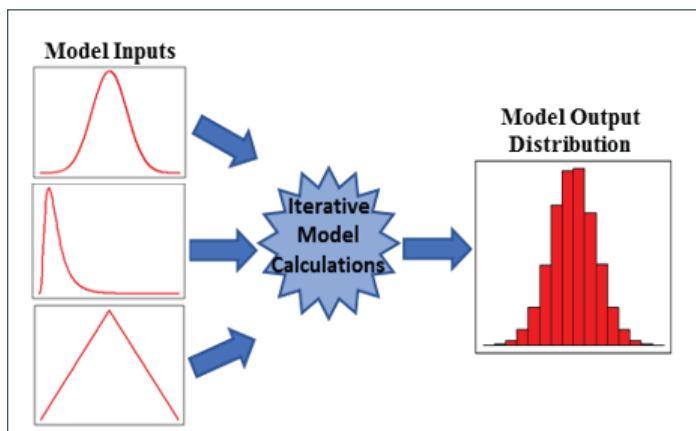 Model Inputs
Iterative
Model
Calculations
Model Output
Distribution